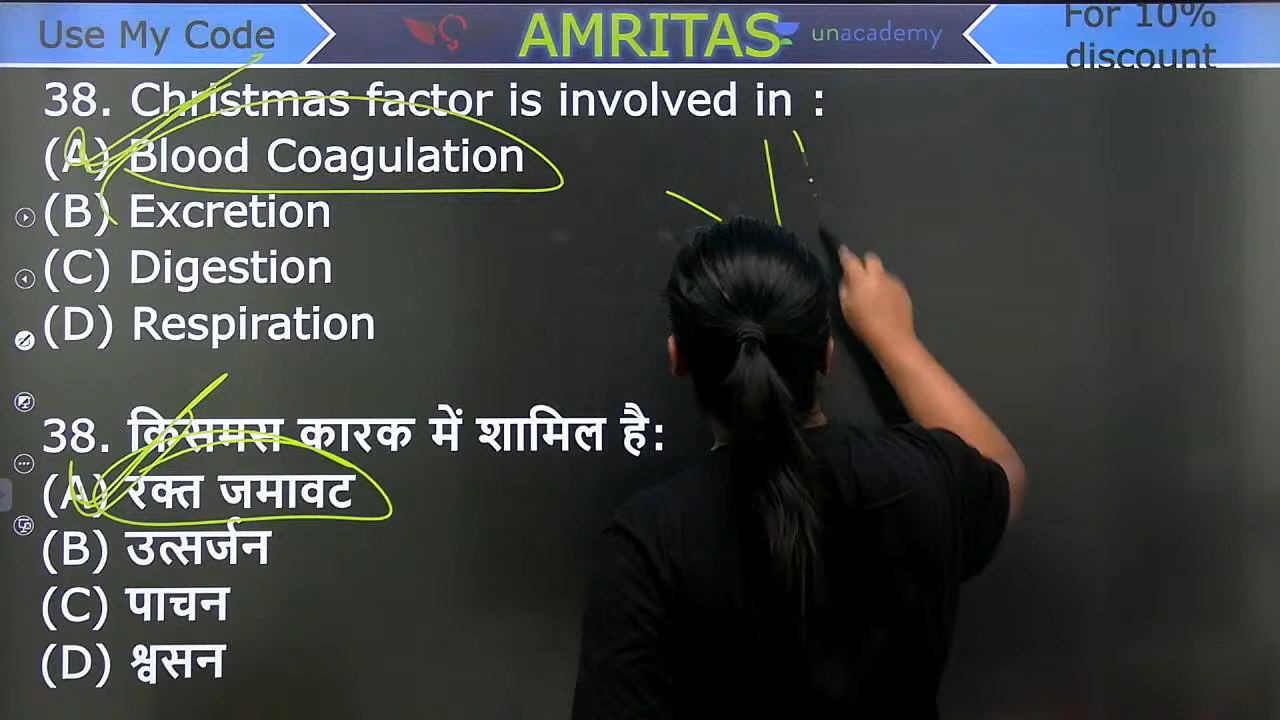 Use My Code
AMRITAS
unacademy
For 10%
discount
38. Christmas factor is involved in :
(A) Blood Coagulation
(B) Excretion
(C) Digestion
(D) Respiration
38. किसमस कारक में शामिल है:
(A) रक्त जमावट
(B) उत्सर्जन
(C) पाचन
(D) श्वसन